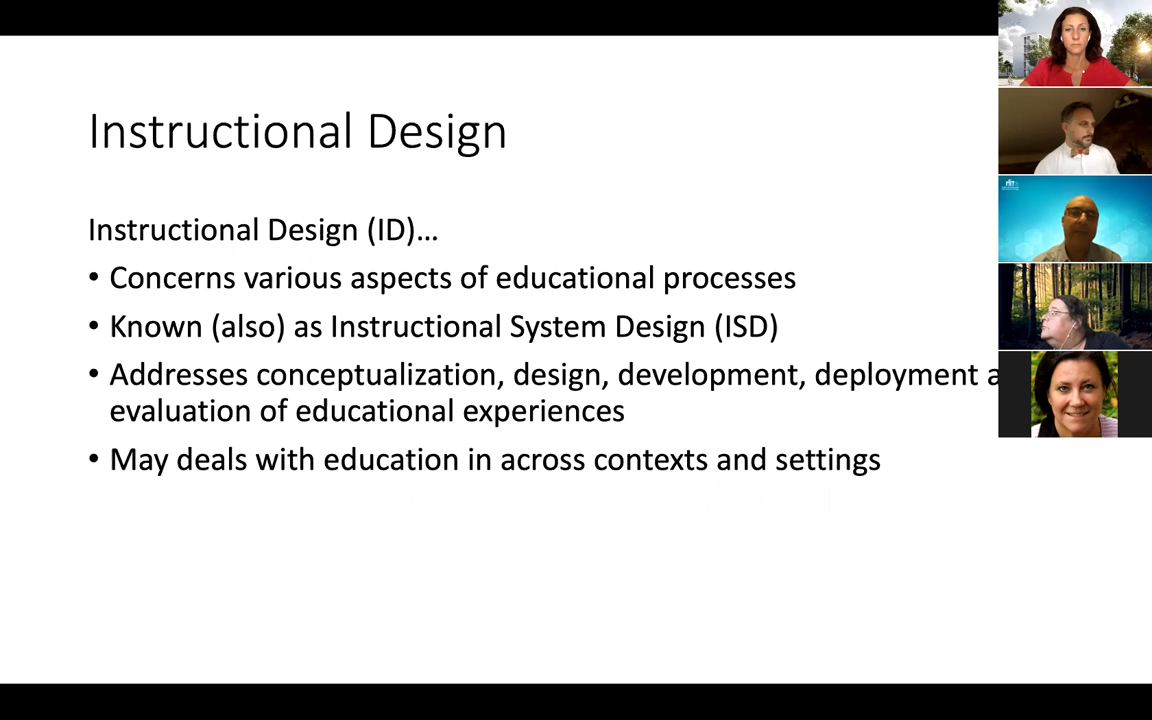 Instructional Design
Instructional Design (ID)...
• Concerns various aspects of educational processes
• Known (also) as Instructional System Design (ISD)
• Addresses conceptualization, design, development, deployment
evaluation of educational experiences
• May deals with education in across contexts and settings